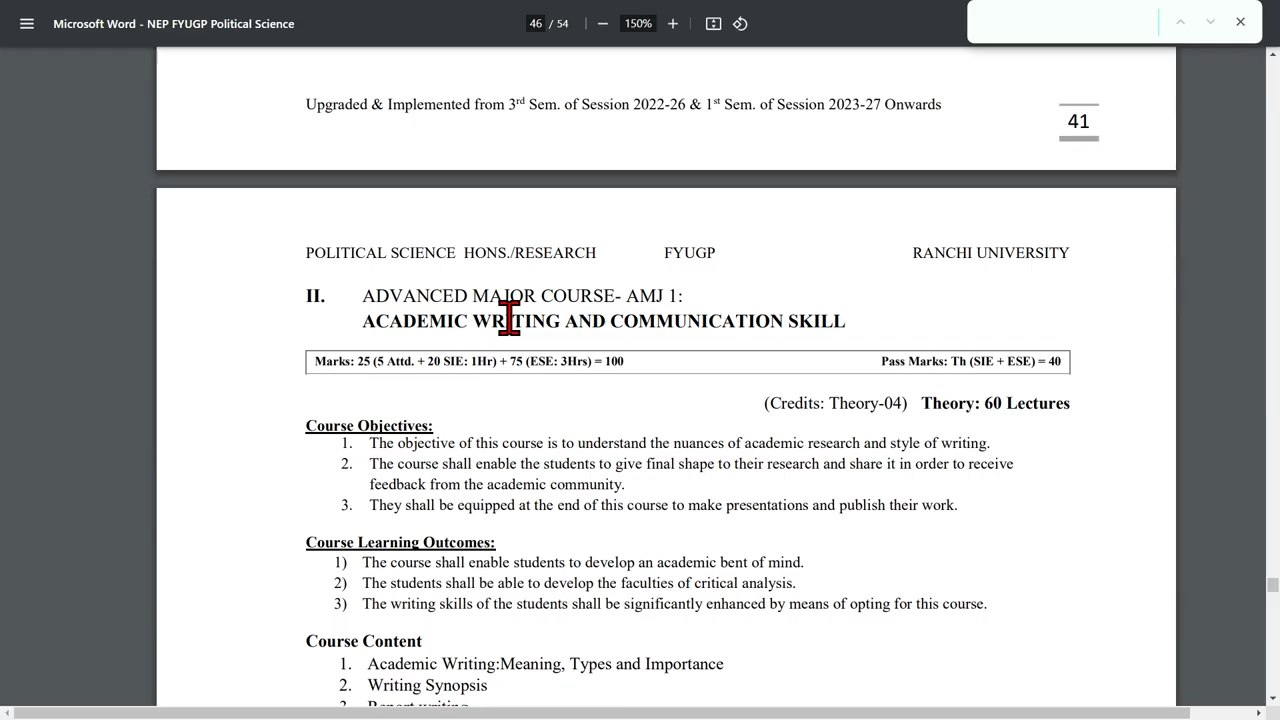 Microsoft Word - NEP FYUGP Political Science
46 / 54
150%
Upgraded & Implemented from 3rd Sem. of Session 2022-26 & 1st Sem. of Session 2023-27 Onwards
41
POLITICAL SCIENCE HONS./RESEARCH FYUGP RANCHI UNIVERSITY
II. ADVANCED MAJOR COURSE- AMJ 1:
ACADEMIC WRITING AND COMMUNICATION SKILL
Marks: 25 (5 Attd. + 20 SIE: 1Hr) + 75 (ESE: 3Hrs) = 100 Pass Marks: Th (SIE + ESE) = 40
(Credits: Theory-04) Theory: 60 Lectures
Course Objectives:
1. The objective of this course is to understand the nuances of academic research and style of writing.
2. The course shall enable the students to give final shape to their research and share it in order to receive
feedback from the academic community.
3. They shall be equipped at the end of this course to make presentations and publish their work.
Course Learning Outcomes:
1) The course shall enable students to develop an academic bent of mind.
2) The students shall be able to develop the faculties of critical analysis.
3) The writing skills of the students shall be significantly enhanced by means of opting for this course.
Course Content
1. Academic Writing:Meaning, Types and Importance
2. Writing Synopsis
3. Report writing